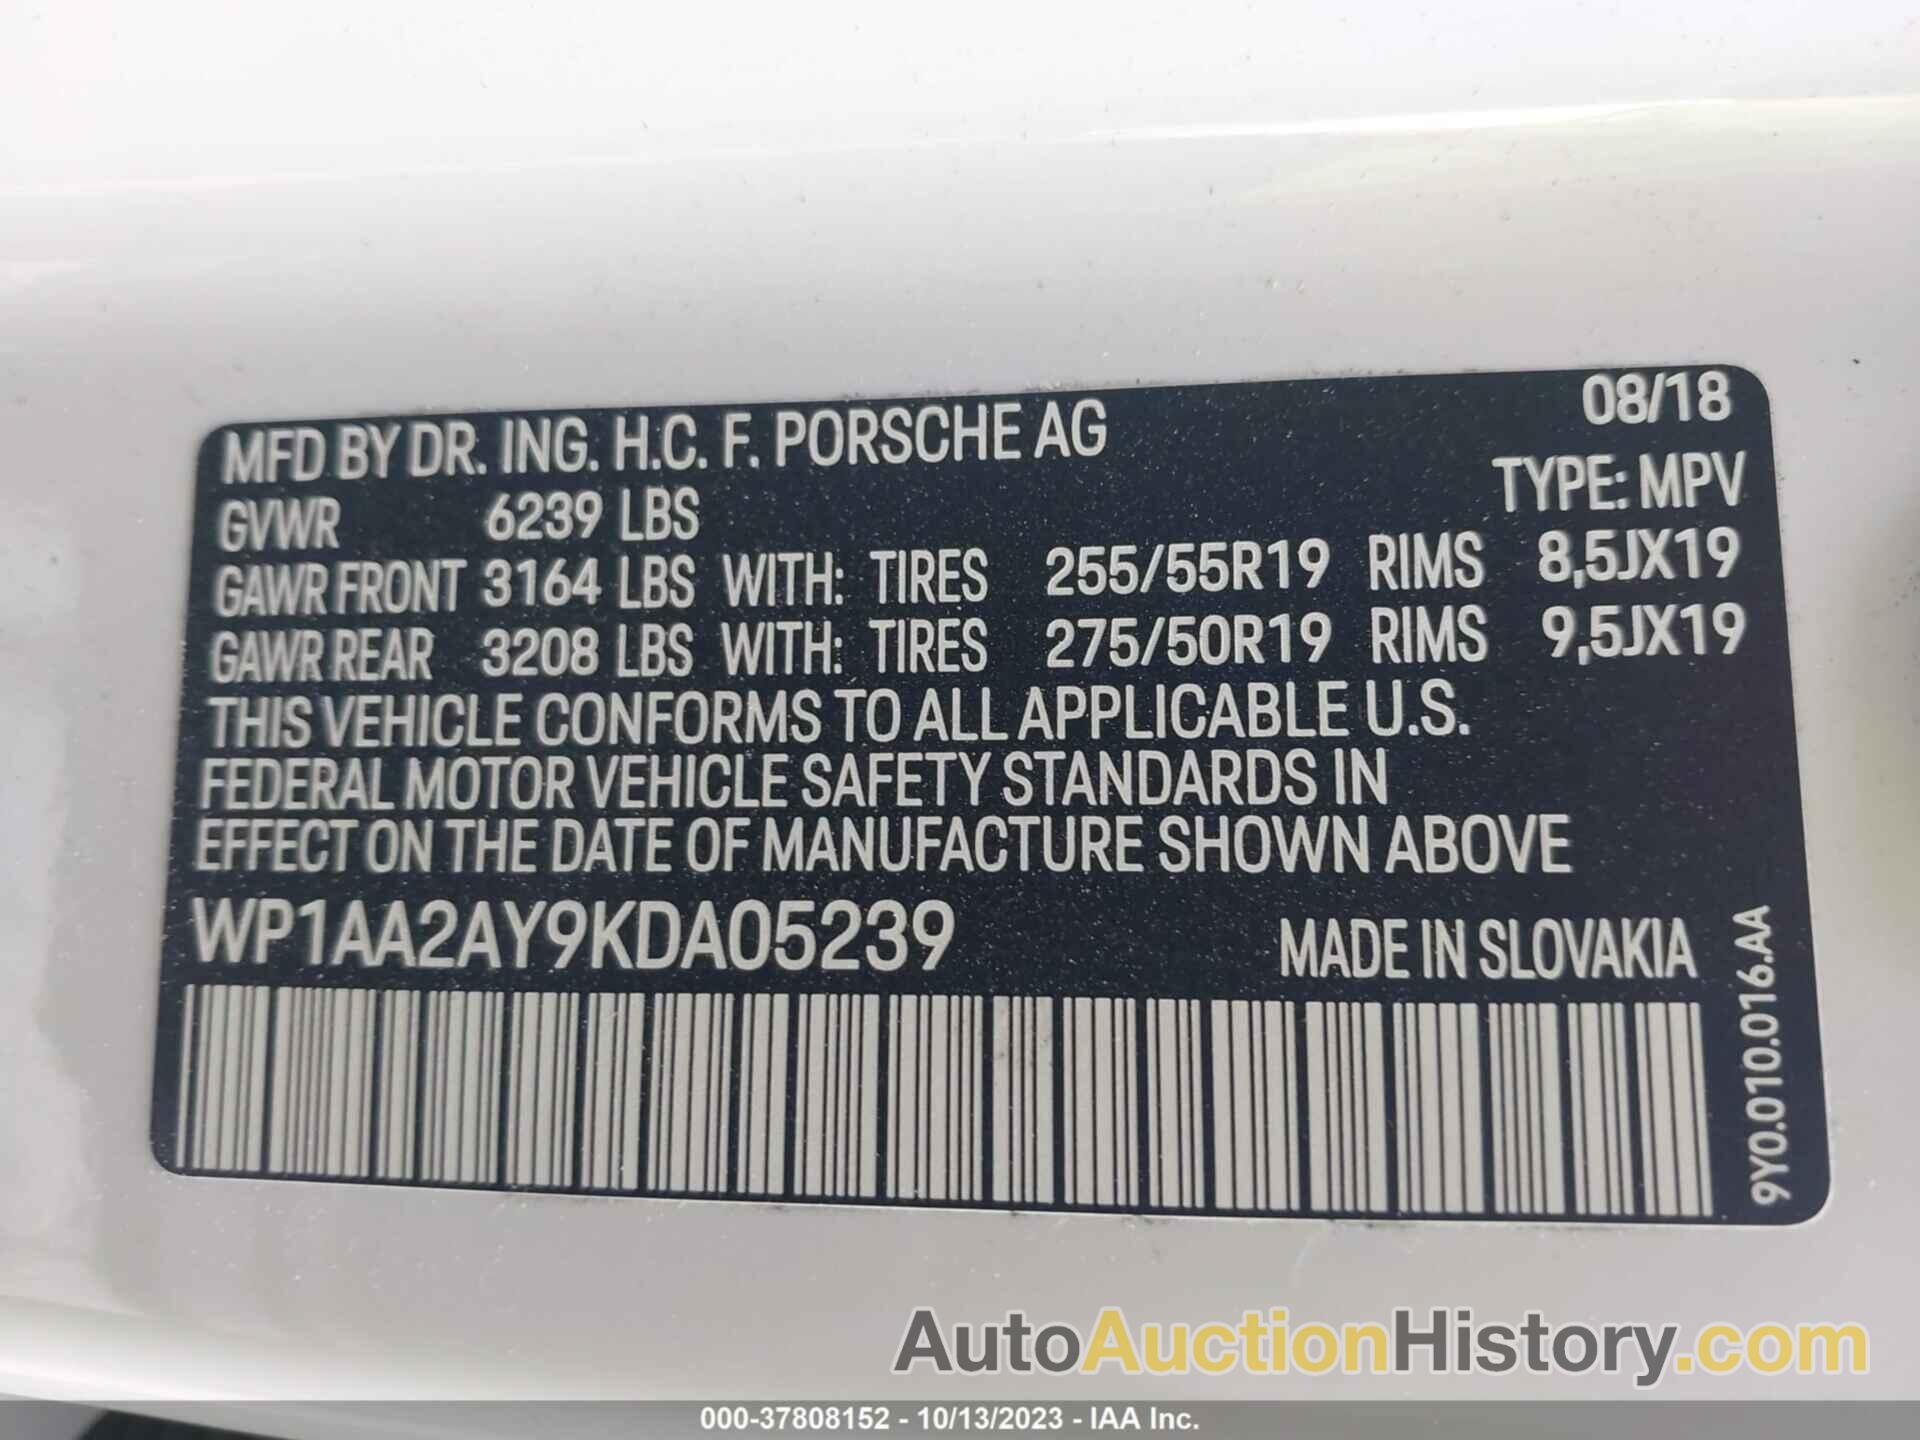 MFD BY DR. ING. H.C. F. PORSCHE AG 08/18
TYPE: MPV
GVWR 6239 LBS
GAWR FRONT 3164 LBS WITH: TIRES 255/55R19 RIMS 8,5JX19
GAWR REAR 3208 LBS WITH: TIRES 275/50R19 RIMS 9,5JX19
THIS VEHICLE CONFORMS TO ALL APPLICABLE U.S.
FEDERAL MOTOR VEHICLE SAFETY STANDARDS IN
EFFECT ON THE DATE OF MANUFACTURE SHOWN ABOVE
WP1AA2AY9KDA05239 MADE IN SLOVAKIA
9Y0.010.016.AA
AutoAuctionHistory.com
000-37808152 - 10/13/2023 - IAA Inc.